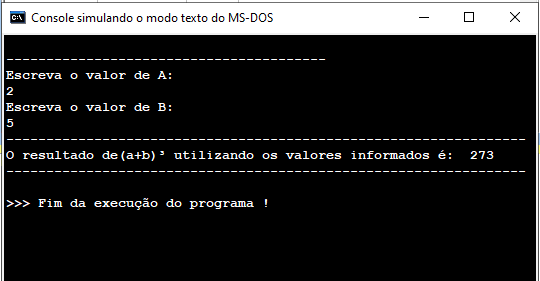 Console simulando o modo texto do MS-DOS
----------------------------------------
Escreva o valor de A:
2
Escreva o valor de B:
5
-----------------------------------------------------------------
O resultado de(a+b)³ utilizando os valores informados é:  273
-----------------------------------------------------------------
>>> Fim da execução do programa !